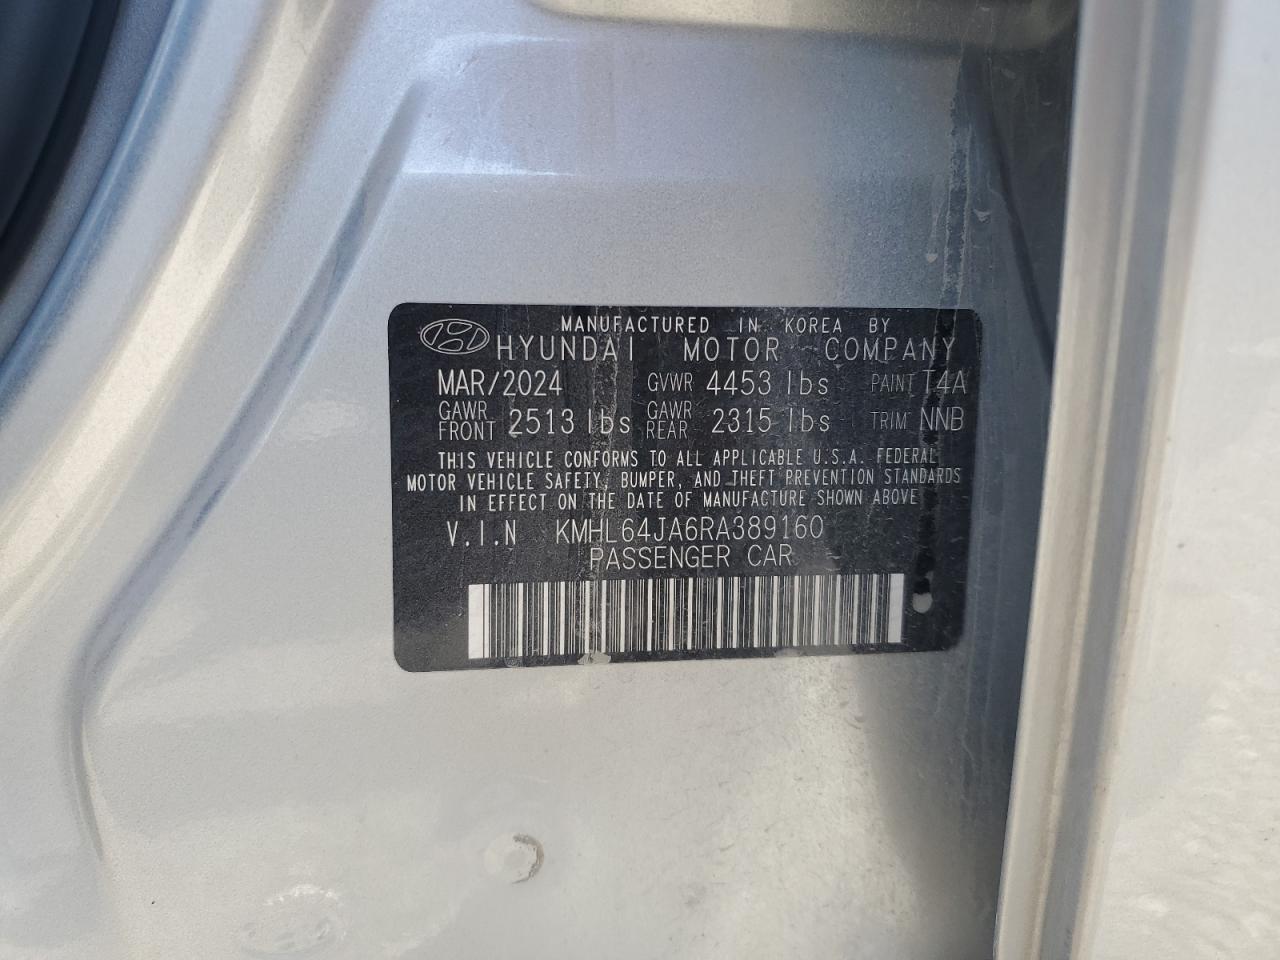 MANUFACTURED IN KOREA BY
HYUNDAI MOTOR COMPANY
MAR/2024 GVWR 4453 lbs PAINT T4A
GAWR FRONT 2513 lbs GAWR REAR 2315 lbs TRIM NNB
THIS VEHICLE CONFORMS TO ALL APPLICABLE U.S.A. FEDERAL
MOTOR VEHICLE SAFETY, BUMPER, AND THEFT PREVENTION STANDARDS
IN EFFECT ON THE DATE OF MANUFACTURE SHOWN ABOVE
V.I.N KMHL64JA6RA389160
PASSENGER CAR